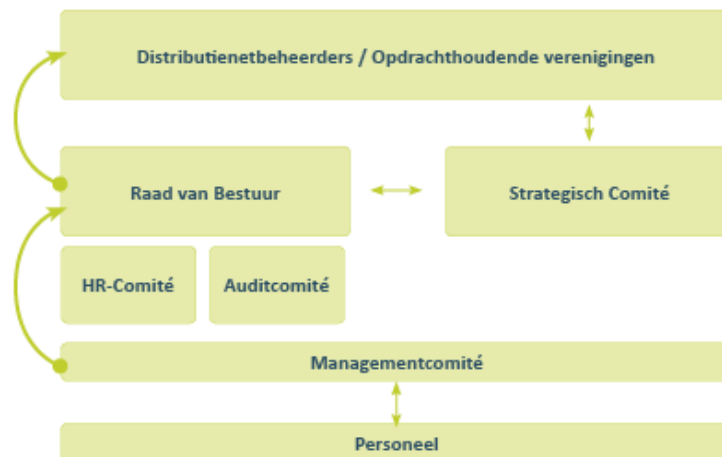 Distributienetbeheerders / Opdrachthoudende verenigingen
Raad van Bestuur
Strategisch Comité
HR-Comité
Auditcomité
Managementcomité
Personeel